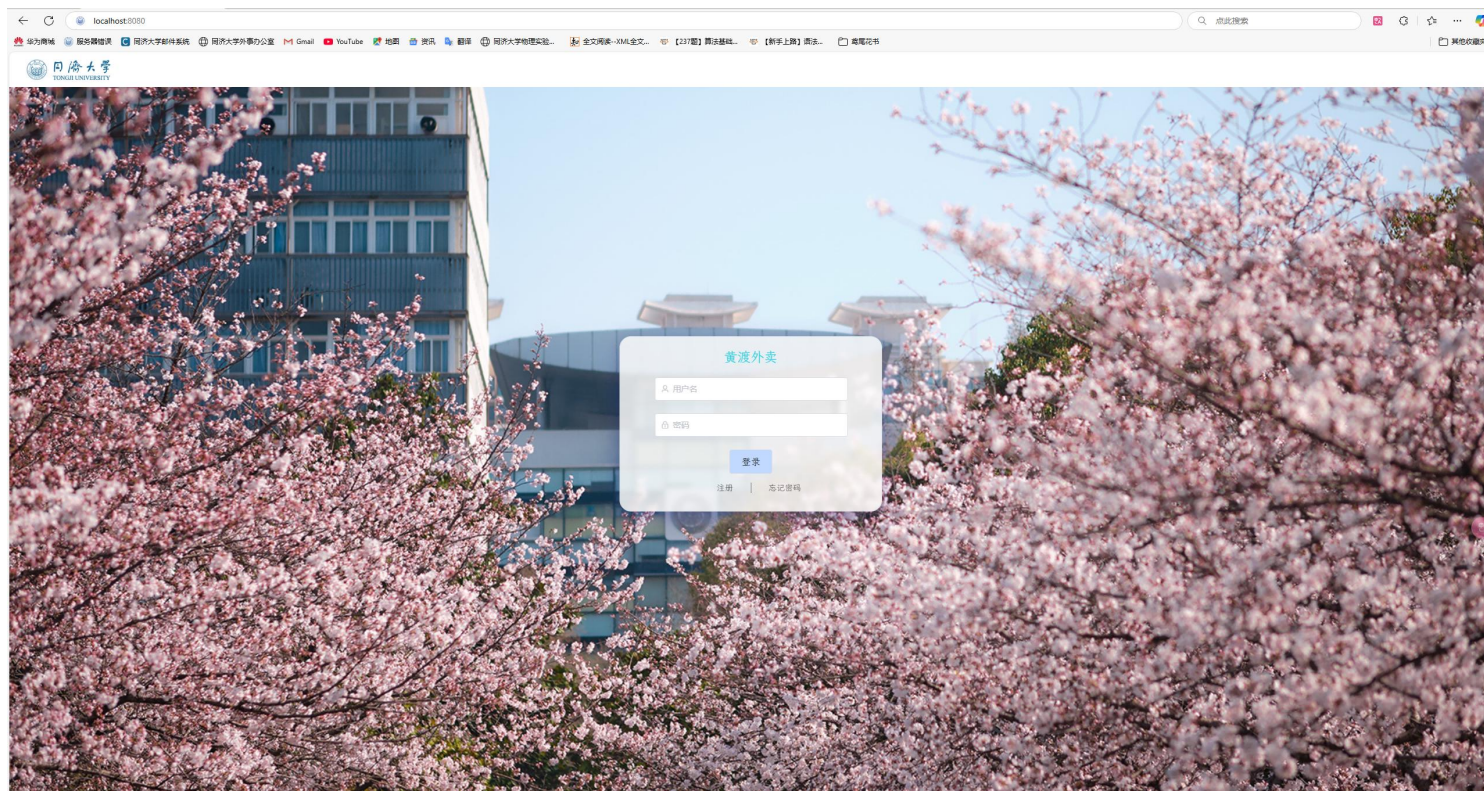 localhost:8080
点此搜索
华为商城 服务器错误 同济大学邮件系统 同济大学外事办公室 Gmail YouTube 地图 资讯 翻译 同济大学物理实验... 全文阅读--XML全文... 【237题】算法基础... 【新手上路】语法... 鸢尾花书 其他收藏夹
同济大学
TONGJI UNIVERSITY
黄渡外卖
用户名
密码
登录
注册 | 忘记密码